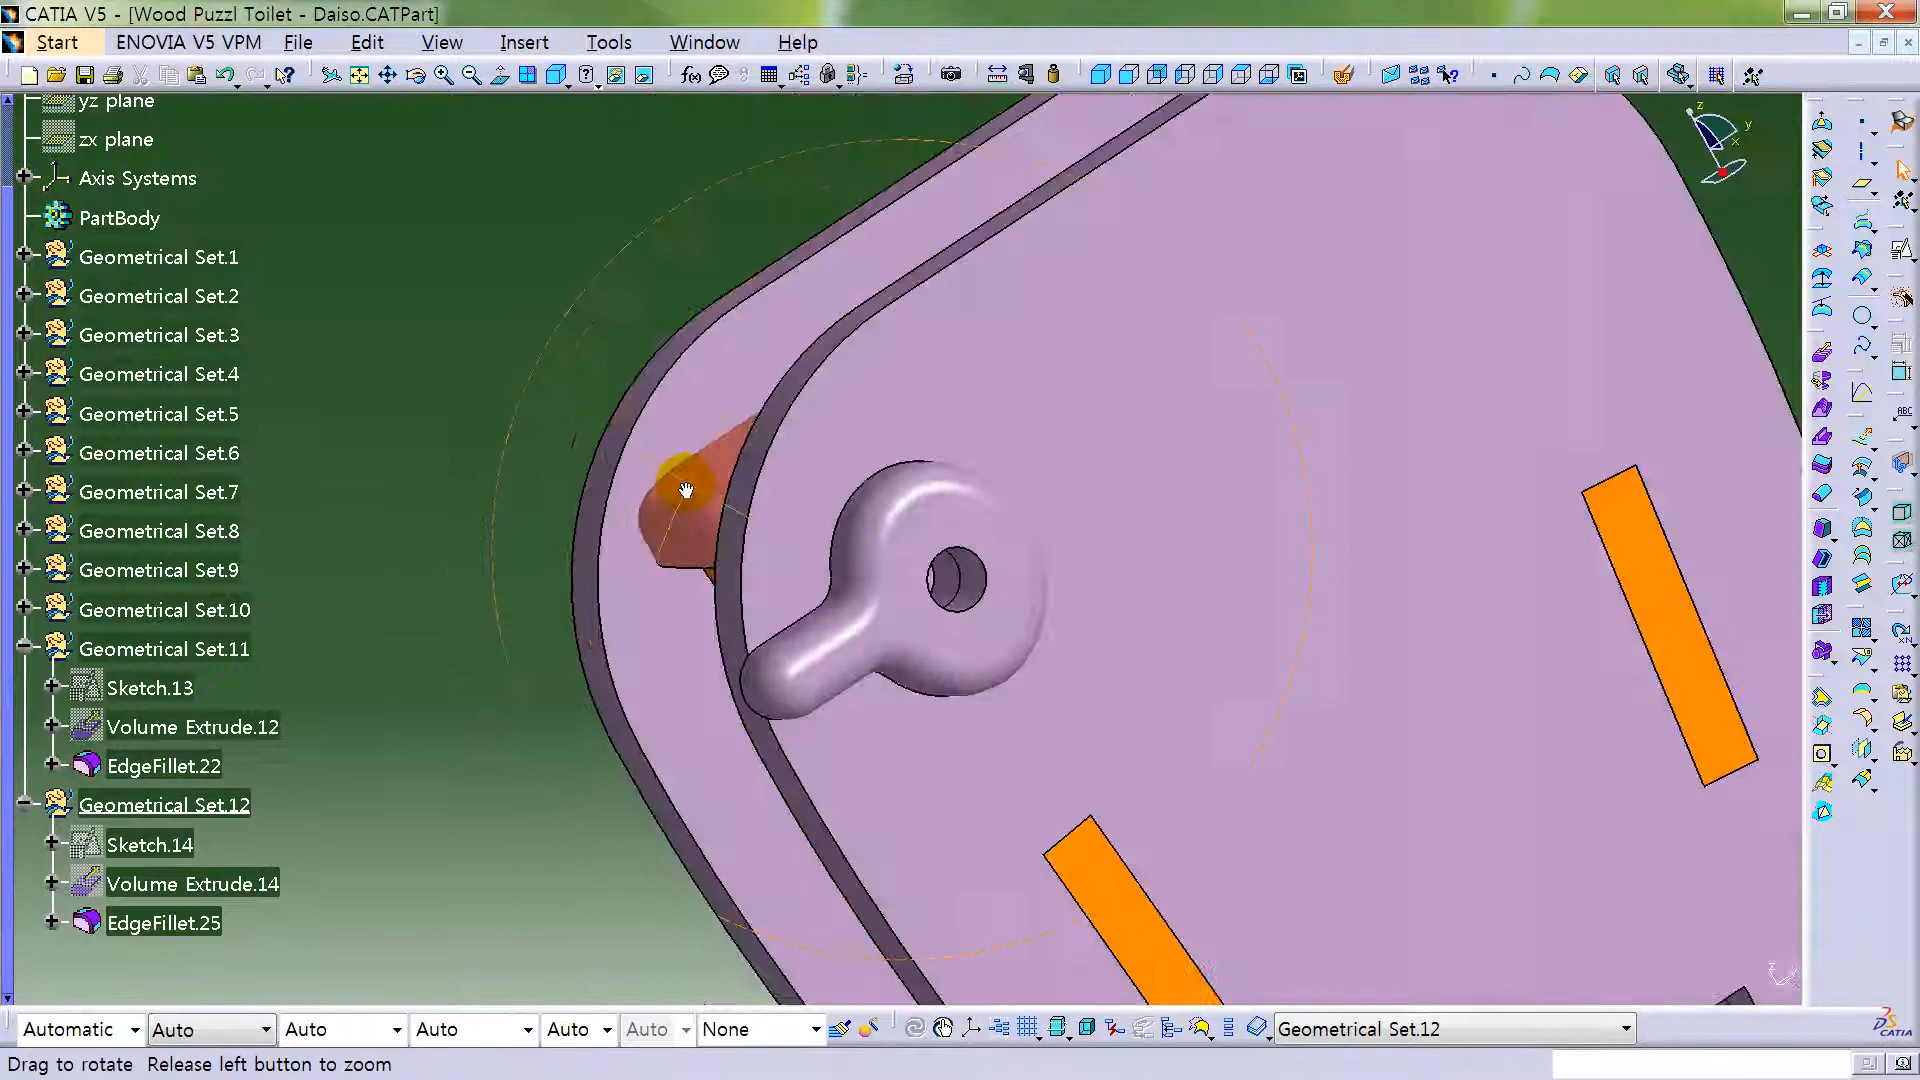 CATIA V5 - [Wood Puzzl Toilet - Daiso.CATPart]
Start ENOVIA V5 VPM File Edit View Insert Tools Window Help
yz plane
zx plane
Axis Systems
PartBody
Geometrical Set.1
Geometrical Set.2
Geometrical Set.3
Geometrical Set.4
Geometrical Set.5
Geometrical Set.6
Geometrical Set.7
Geometrical Set.8
Geometrical Set.9
Geometrical Set.10
Geometrical Set.11
Sketch.13
Volume Extrude.12
EdgeFillet.22
Geometrical Set.12
Sketch.14
Volume Extrude.14
EdgeFillet.25
z
y
x
ABC
Automatic Auto Auto Auto Auto Auto None Geometrical Set.12
CATIA
Drag to rotate Release left button to zoom